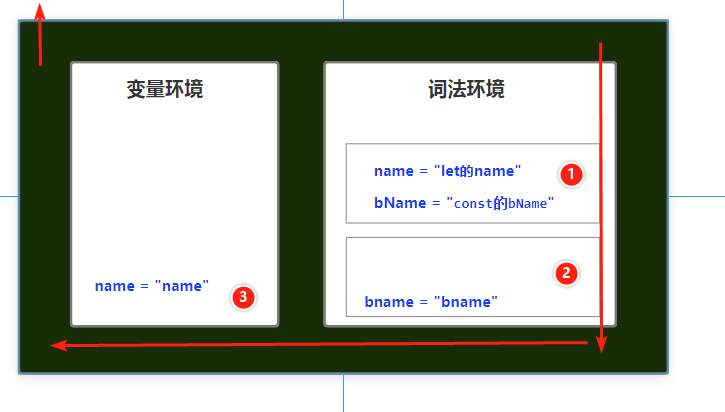 变量环境
词法环境
name = "let的name"
1
bName = "const的bName"
2
bname = "bname"
name = "name"
3